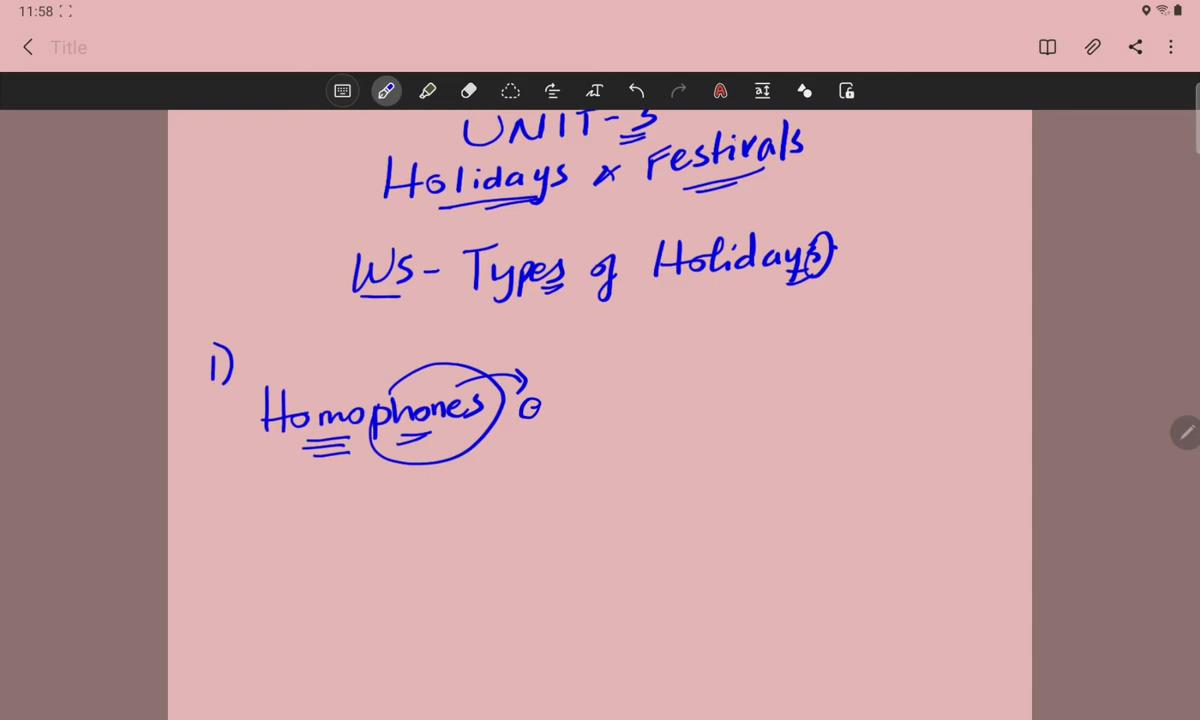 11:58
Title
UNIT-3
Holidays & Festivals
WS- Types of Holidays
1)
Homophones